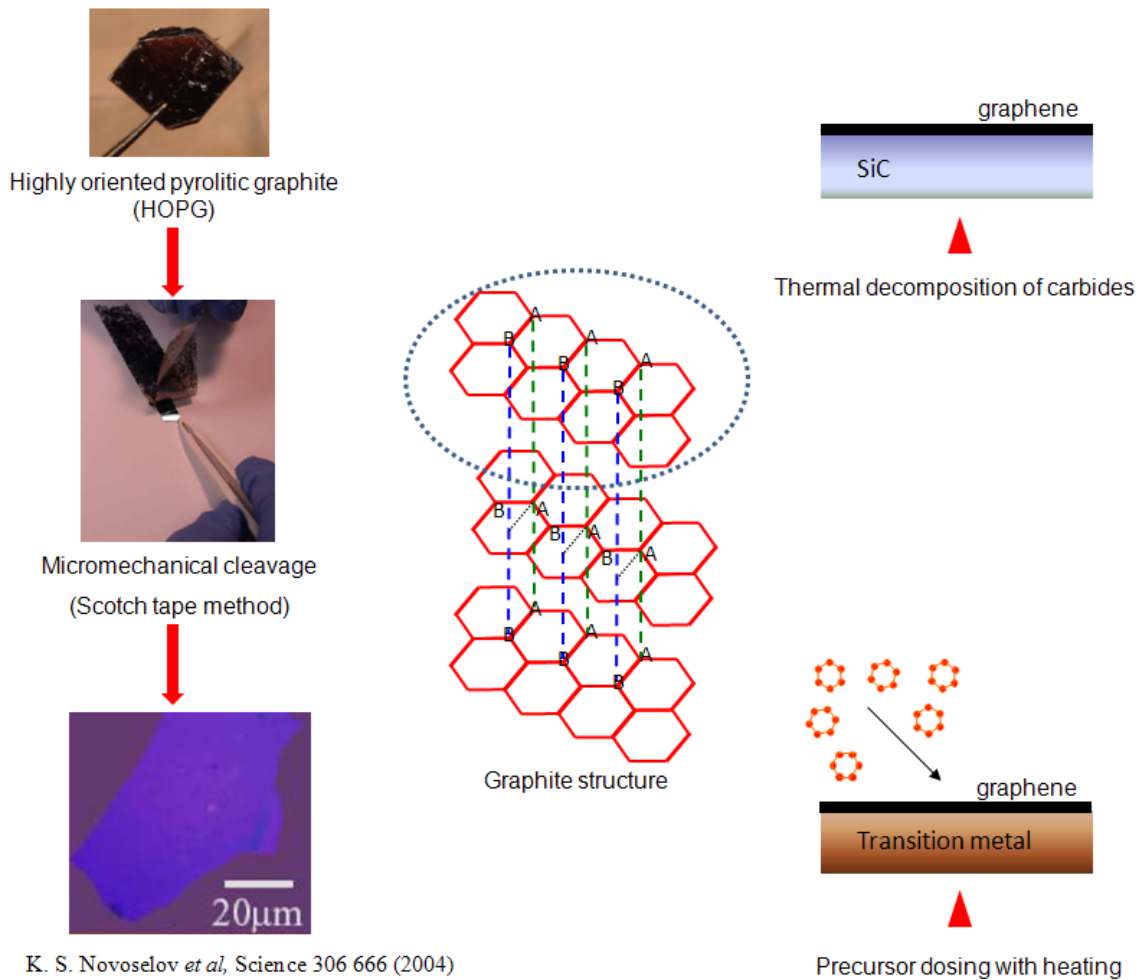 Highly oriented pyrolitic graphite
(HOPG)
Micromechanical cleavage
(Scotch tape method)
20μm
K. S. Novoselov et al, Science 306 666 (2004)
A
B
A
B
A
B
B
A
B
A
B
A
A
B
A
B
A
B
Graphite structure
graphene
SiC
Thermal decomposition of carbides
graphene
Transition metal
Precursor dosing with heating